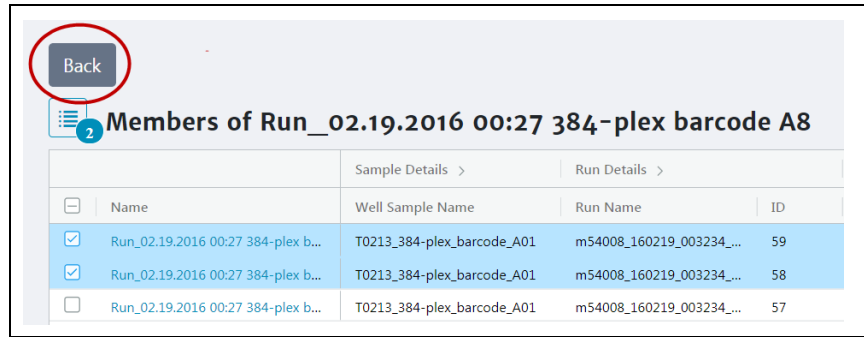 Back
2 Members of Run_02.19.2016 00:27 384-plex barcode A8
Sample Details > Run Details >
Name Well Sample Name Run Name ID
Run_02.19.2016 00:27 384-plex b... T0213_384-plex_barcode_A01 m54008_160219_003234_... 59
Run_02.19.2016 00:27 384-plex b... T0213_384-plex_barcode_A01 m54008_160219_003234_... 58
Run_02.19.2016 00:27 384-plex b... T0213_384-plex_barcode_A01 m54008_160219_003234_... 57